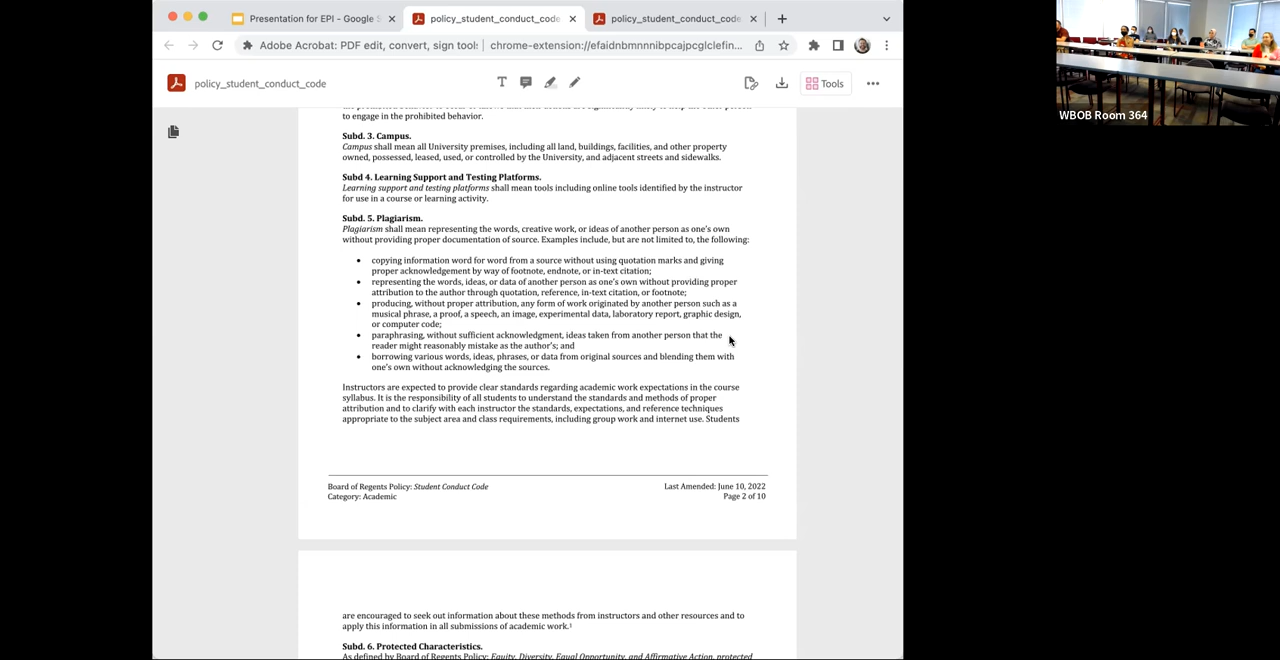 Presentation for EPI - Google S
policy_student_conduct_code
policy_student_conduct_code
Adobe Acrobat: PDF edit, convert, sign tools
chrome-extension://efaidnbmnnnibpcajpcglclefin...
policy_student_conduct_code
Tools
to engage in the prohibited behavior.
Subd. 3. Campus.
Campus shall mean all University premises, including all land, buildings, facilities, and other property
owned, possessed, leased, used, or controlled by the University, and adjacent streets and sidewalks.
Subd 4. Learning Support and Testing Platforms.
Learning support and testing platforms shall mean tools including online tools identified by the instructor
for use in a course or learning activity.
Subd. 5. Plagiarism.
Plagiarism shall mean representing the words, creative work, or ideas of another person as one's own
without providing proper documentation of source. Examples include, but are not limited to, the following:
• copying information word for word from a source without using quotation marks and giving
proper acknowledgement by way of footnote, endnote, or in-text citation;
• representing the words, ideas, or data of another person as one's own without providing proper
attribution to the author through quotation, reference, in-text citation, or footnote;
• producing, without proper attribution, any form of work originated by another person such as a
musical phrase, a proof, a speech, an image, experimental data, laboratory report, graphic design,
or computer code;
• paraphrasing, without sufficient acknowledgment, ideas taken from another person that the
reader might reasonably mistake as the author's; and
• borrowing various words, ideas, phrases, or data from original sources and blending them with
one's own without acknowledging the sources.
Instructors are expected to provide clear standards regarding academic work expectations in the course
syllabus. It is the responsibility of all students to understand the standards and methods of proper
attribution and to clarify with each instructor the standards, expectations, and reference techniques
appropriate to the subject area and class requirements, including group work and internet use. Students
Board of Regents Policy: Student Conduct Code
Category: Academic
Last Amended: June 10, 2022
Page 2 of 10
are encouraged to seek out information about these methods from instructors and other resources and to
apply this information in all submissions of academic work.¹
Subd. 6. Protected Characteristics.
As defined by Board of Regents Policy: Equity, Diversity, Equal Opportunity, and Affirmative Action, protected
WBOB Room 364